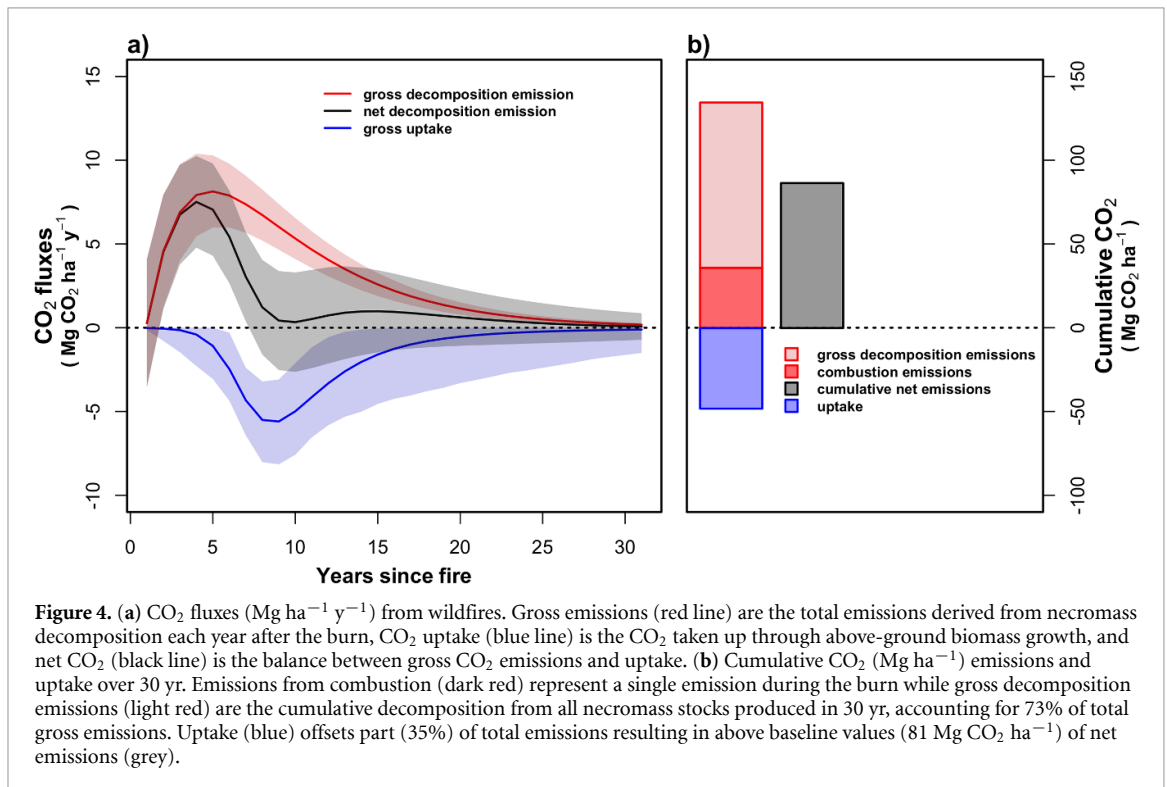 a)
15
10
5
0
-5
-10
CO2 fluxes
( Mg CO2 ha−1 y−1)
gross decomposition emission
net decomposition emission
gross uptake
0 5 10 15 20 25 30
Years since fire
b)
gross decomposition emissions
combustion emissions
cumulative net emissions
uptake
150
100
50
0
-50
-100
Cumulative CO2
( Mg CO2 ha−1)
Figure 4. (a) CO2 fluxes (Mg ha−1 y−1) from wildfires. Gross emissions (red line) are the total emissions derived from necromass
decomposition each year after the burn, CO2 uptake (blue line) is the CO2 taken up through above-ground biomass growth, and
net CO2 (black line) is the balance between gross CO2 emissions and uptake. (b) Cumulative CO2 (Mg ha−1) emissions and
uptake over 30 yr. Emissions from combustion (dark red) represent a single emission during the burn while gross decomposition
emissions (light red) are the cumulative decomposition from all necromass stocks produced in 30 yr, accounting for 73% of total
gross emissions. Uptake (blue) offsets part (35%) of total emissions resulting in above baseline values (81 Mg CO2 ha−1) of net
emissions (grey).